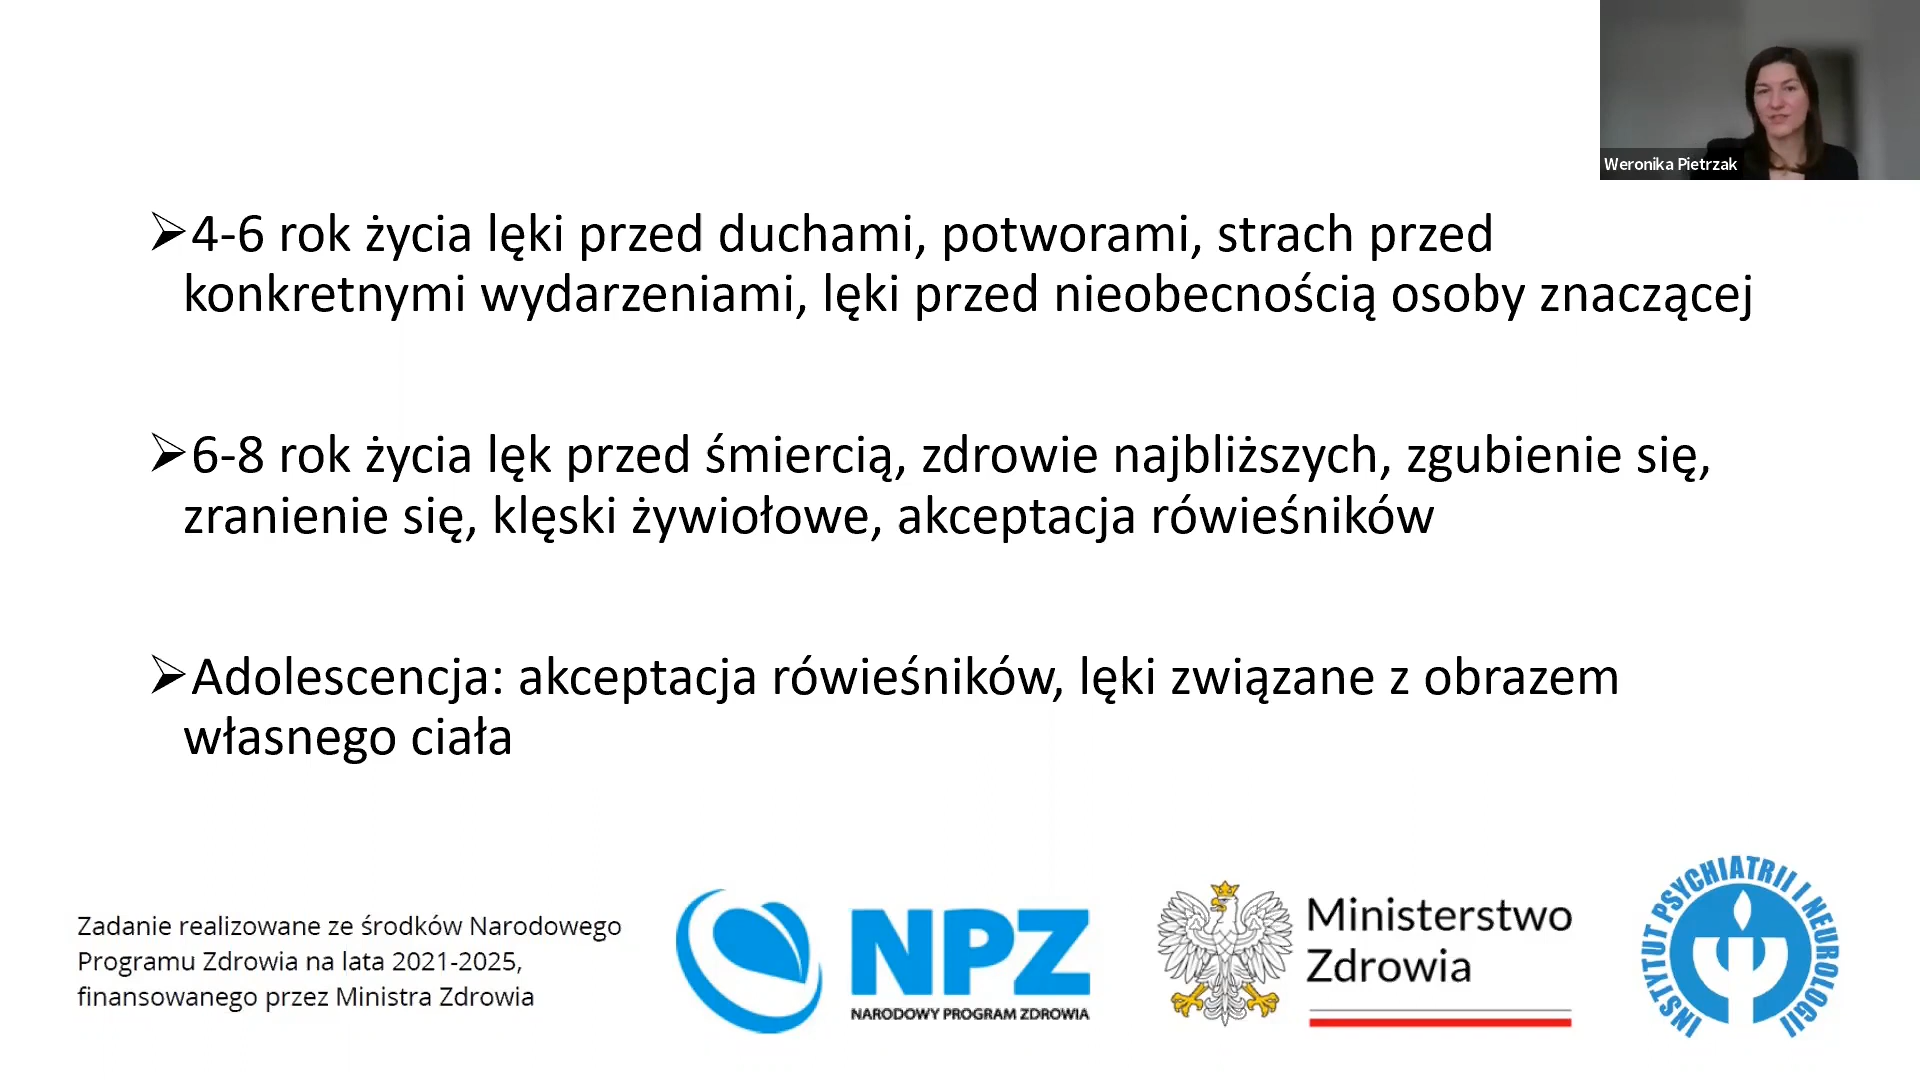 Weronika Pietrzak
4-6 rok życia lęki przed duchami, potworami, strach przed
konkretnymi wydarzeniami, lęki przed nieobecnością osoby znaczącej
6-8 rok życia lęk przed śmiercią, zdrowie najbliższych, zgubienie się,
zranienie się, klęski żywiołowe, akceptacja rówieśników
Adolescencja: akceptacja rówieśników, lęki związane z obrazem
własnego ciała
Zadanie realizowane ze środków Narodowego
Programu Zdrowia na lata 2021-2025,
finansowanego przez Ministra Zdrowia
NPZ
NARODOWY PROGRAM ZDROWIA
Ministerstwo
Zdrowia
INSTYTUT PSYCHIATRII I NEUROLOGII